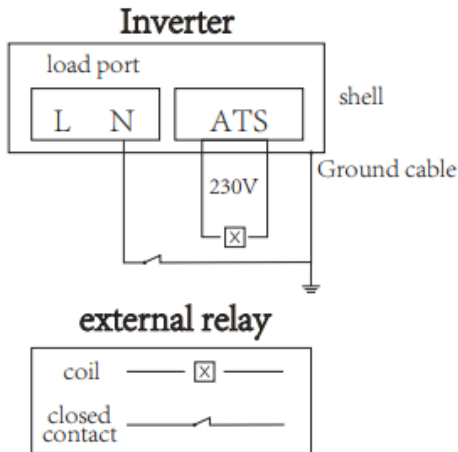 Inverter
load port
L N
ATS
shell
230V
Ground cable
X
external relay
coil
X
closed
contact